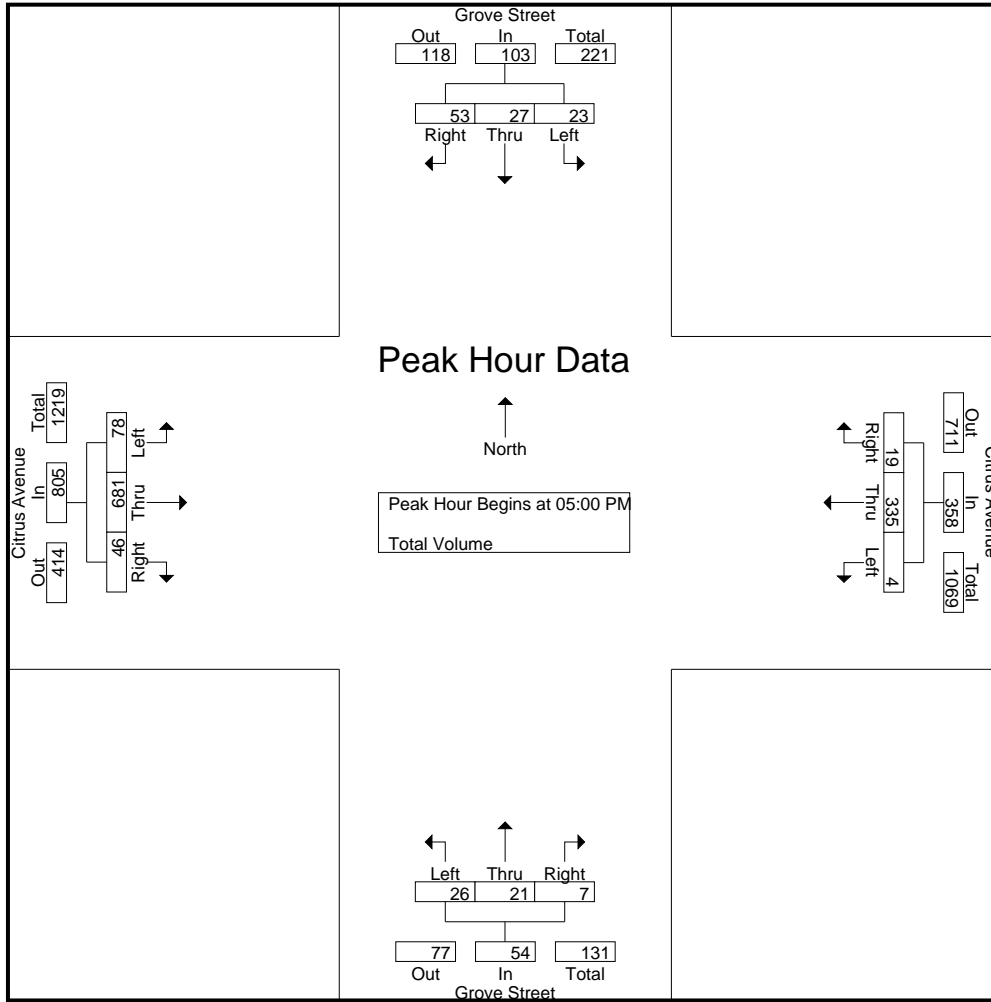 Grove Street
Out In Total
118 103 221
53 27 23
Right Thru Left
Peak Hour Data
North
Peak Hour Begins at 05:00 PM
Total Volume
Citrus Avenue
Out In Total
414 805 1219
Left Thru Right
78 681 46
Citrus Avenue
Out In Total
711 358 1069
Right Thru Left
19 335 4
Left Thru Right
26 21 7
77 54 131
Out In Total
Grove Street